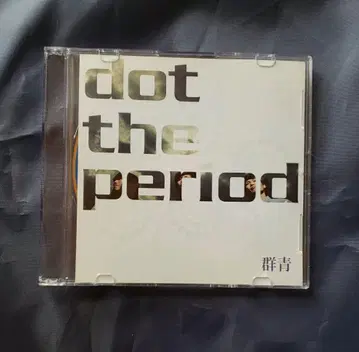 dot
the
period
群青